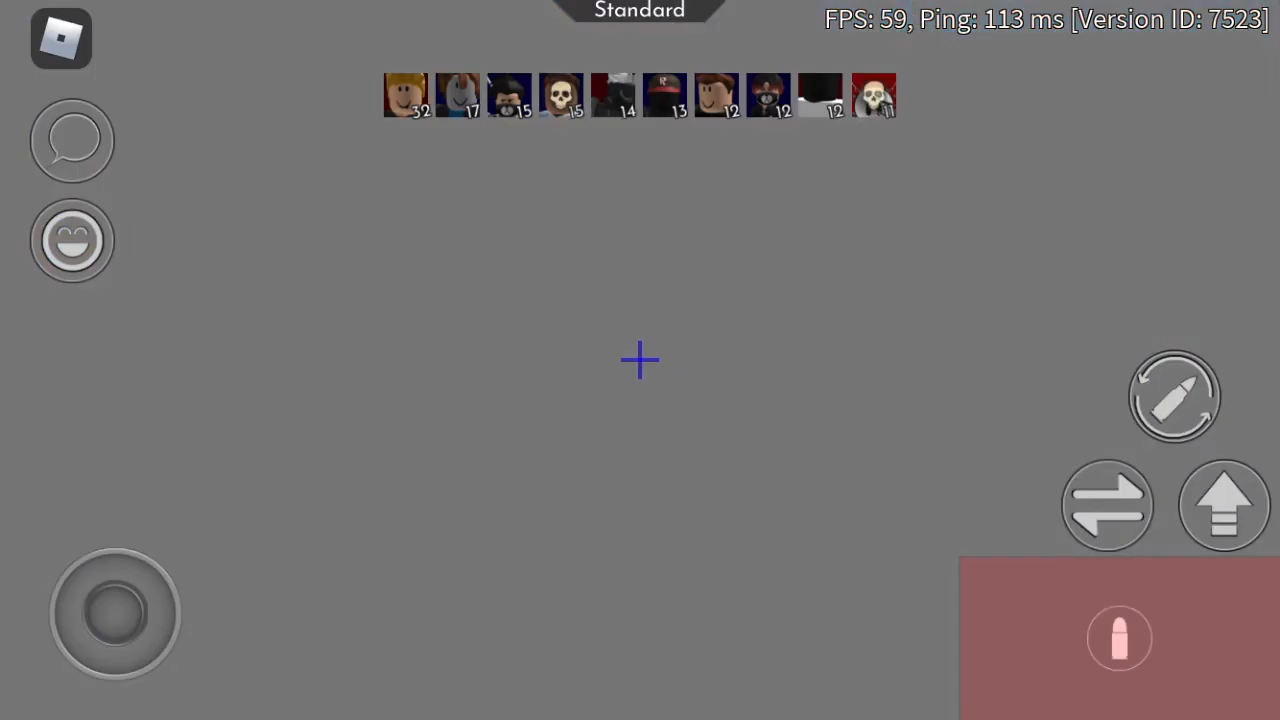 Standard
FPS: 59, Ping: 113 ms [Version ID: 7523]
32 17 15 15 14 13 12 12 12 11